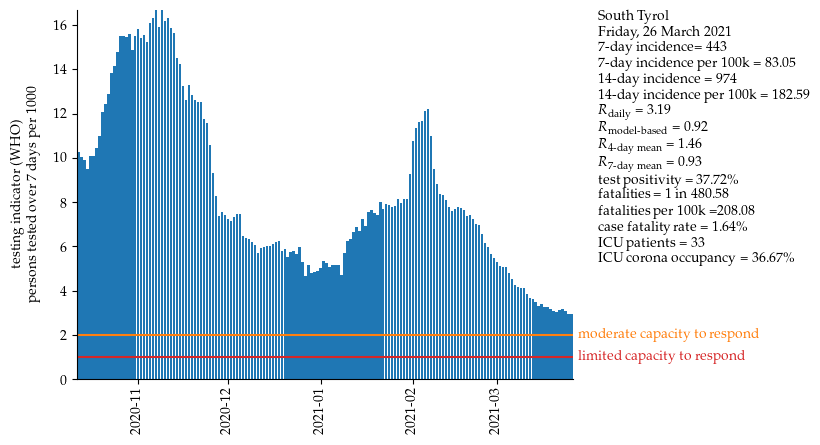 South Tyrol
Friday, 26 March 2021
7-day incidence= 443
7-day incidence per 100k = 83.05
14-day incidence = 974
14-day incidence per 100k = 182.59
R_daily = 3.19
R_model-based = 0.92
R_4-day mean = 1.46
R_7-day mean = 0.93
test positivity = 37.72%
fatalities = 1 in 480.58
fatalities per 100k =208.08
case fatality rate = 1.64%
ICU patients = 33
ICU corona occupancy = 36.67%
testing indicator (WHO)
persons tested over 7 days per 1000
16
14
12
10
8
6
4
2
0
moderate capacity to respond
limited capacity to respond
2020-11
2020-12
2021-01
2021-02
2021-03